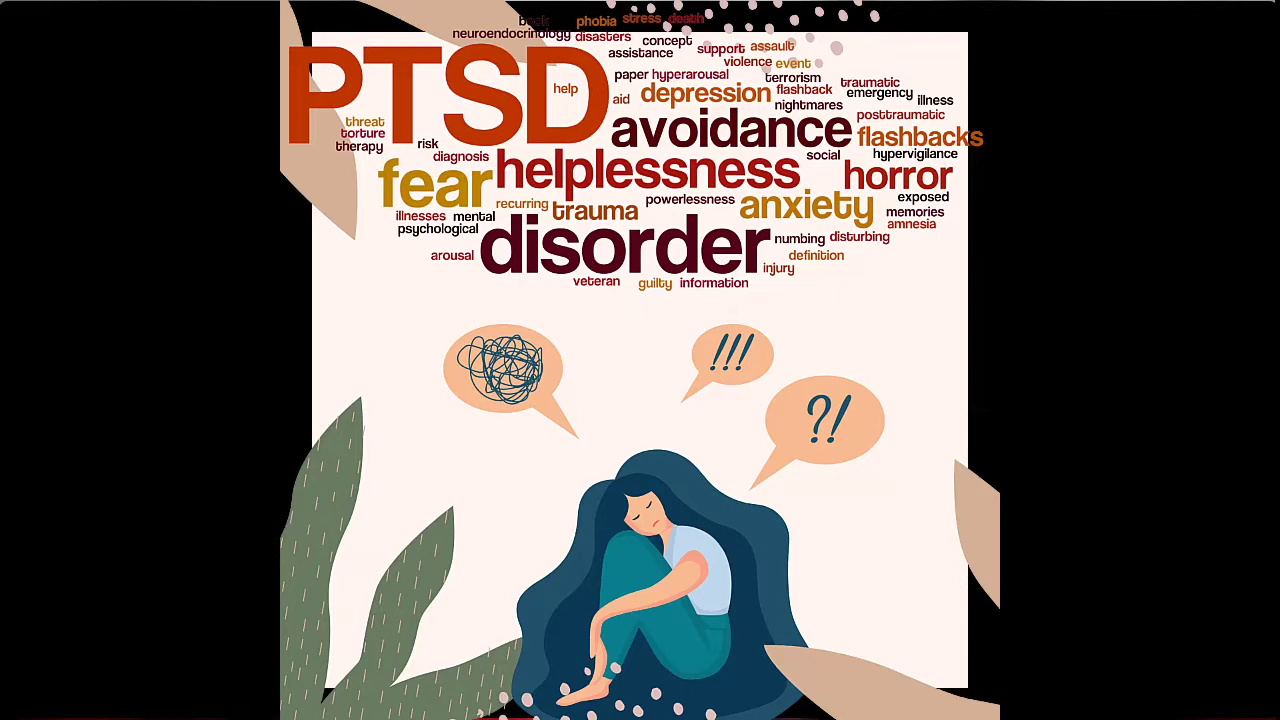 book phobia stress death
neuroendocrinology disasters concept
assistance support assault
violence event
PTSD
help
paper hyperarousal terrorism traumatic
aid depression flashback emergency illness
nightmares
threat avoidance posttraumatic
torture flashbacks
therapy risk
diagnosis helplessness social hypervigilance
fear horror
recurring trauma powerlessness anxiety exposed
illnesses mental memories
psychological amnesia
disorder numbing disturbing
arousal definition
injury
veteran guilty information
!!!
?!